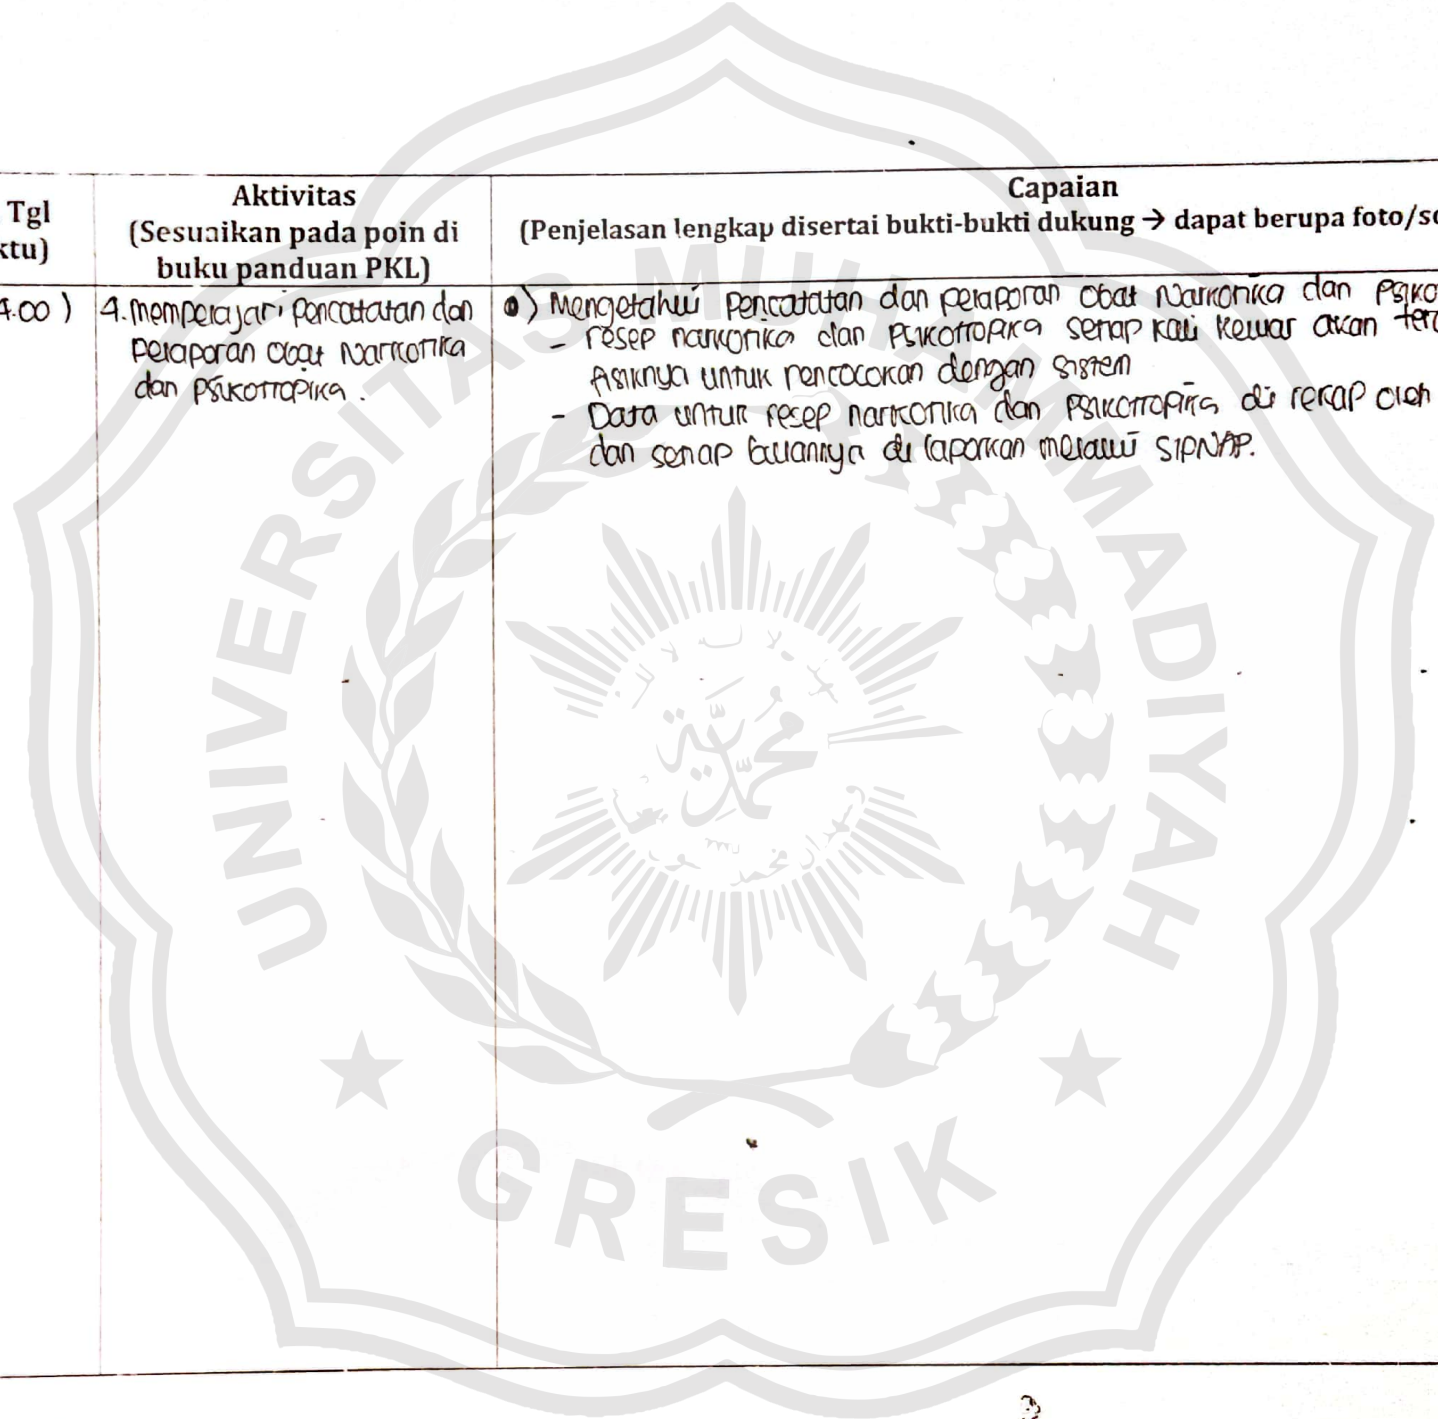 Tgl
ktu)
Aktivitas
(Sesuaikan pada poin di
buku panduan PKL)
Capaian
(Penjelasan lengkap disertai bukti-bukti dukung → dapat berupa foto/sc
4.00 )
4. Mempelajari pencatatan dan
pelaporan obat Narkotika
dan psikotropika.
a) Mengetahui pencatatan dan pelaporan obat Narkotika dan Psiko
- resep narkotika dan psikotropika setiap kali keluar akan ter
fisiknya untuk pencocokan dengan sistem
- Data untuk resep narkotika dan psikotropika di rekap oleh
dan setiap bulannya di laporkan melalui SIPNAP.
UNIVERSITAS MUHAMMADIYAH
GRESIK
3